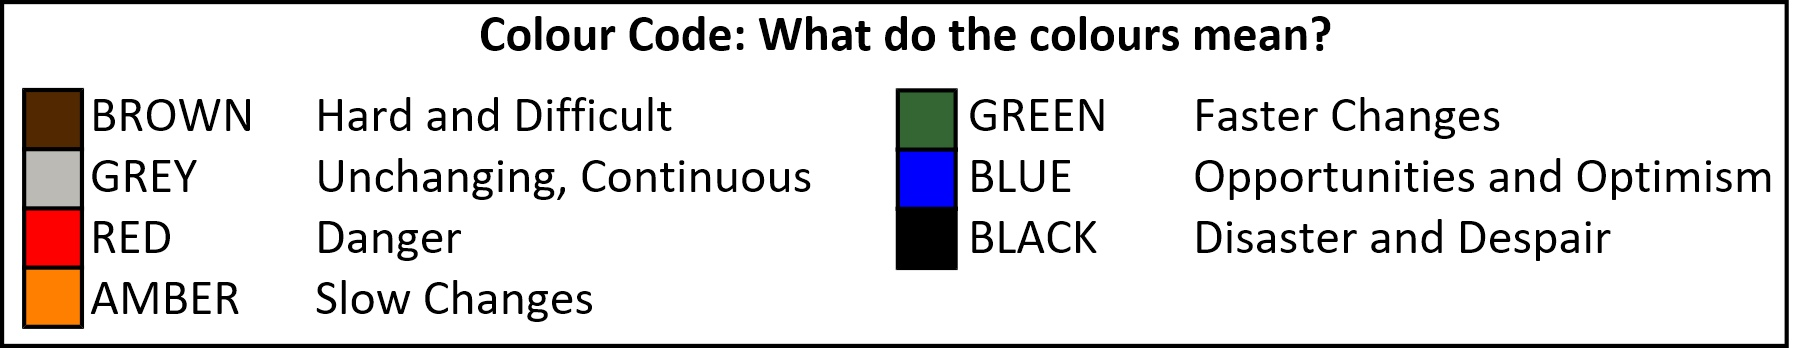 Colour Code: What do the colours mean?
BROWN Hard and Difficult
GREY Unchanging, Continuous
RED Danger
AMBER Slow Changes
GREEN Faster Changes
BLUE Opportunities and Optimism
BLACK Disaster and Despair